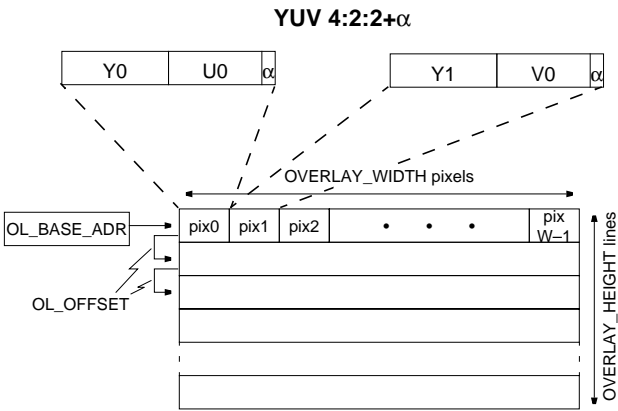 YUV 4:2:2+α
Y0 U0 α
Y1 V0 α
OVERLAY_WIDTH pixels
OL_BASE_ADR
pix0 pix1 pix2 • • • pix
W–1
OL_OFFSET
OVERLAY_HEIGHT lines